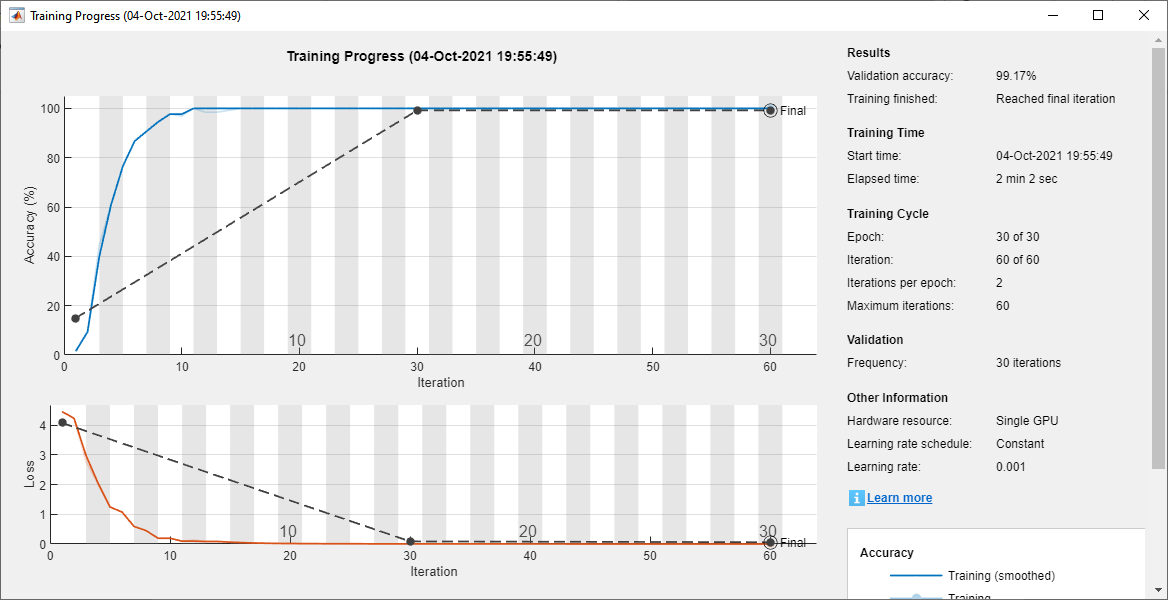 Training Progress (04-Oct-2021 19:55:49)
Training Progress (04-Oct-2021 19:55:49)
100
80
60
40
20
0
Accuracy (%)
10 20 30
Final
0 10 20 30 40 50 60
Iteration
4
3
2
1
0
Loss
10 20 30
Final
0 10 20 30 40 50 60
Iteration
Results
Validation accuracy: 99.17%
Training finished: Reached final iteration
Training Time
Start time: 04-Oct-2021 19:55:49
Elapsed time: 2 min 2 sec
Training Cycle
Epoch: 30 of 30
Iteration: 60 of 60
Iterations per epoch: 2
Maximum iterations: 60
Validation
Frequency: 30 iterations
Other Information
Hardware resource: Single GPU
Learning rate schedule: Constant
Learning rate: 0.001
i Learn more
Accuracy
Training (smoothed)
Training